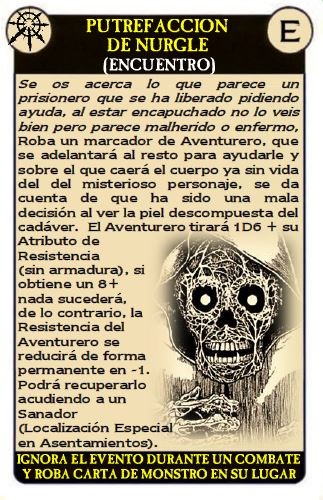 PUTREFACCION
DE NURGLE
(ENCUENTRO)
E
Se os acerca lo que parece un
prisionero que se ha liberado pidiendo
ayuda, al estar encapuchado no lo veis
bien pero parece malherido o enfermo,
Roba un marcador de Aventurero, que
se adelantará al resto para ayudarle y
sobre el que caerá el cuerpo ya sin vida
del del misterioso personaje, se da
cuenta de que ha sido una mala
decisión al ver la piel descompuesta del
cadáver. El Aventurero tirará 1D6 + su
Atributo de
Resistencia
(sin armadura), si
obtiene un 8+
nada sucederá,
de lo contrario, la
Resistencia del
Aventurero se
reducirá de forma
permanente en -1.
Podrá recuperarlo
acudiendo a un
Sanador
(Localización Especial
en Asentamientos).
IGNORA EL EVENTO DURANTE UN COMBATE
Y ROBA CARTA DE MONSTRO EN SU LUGAR